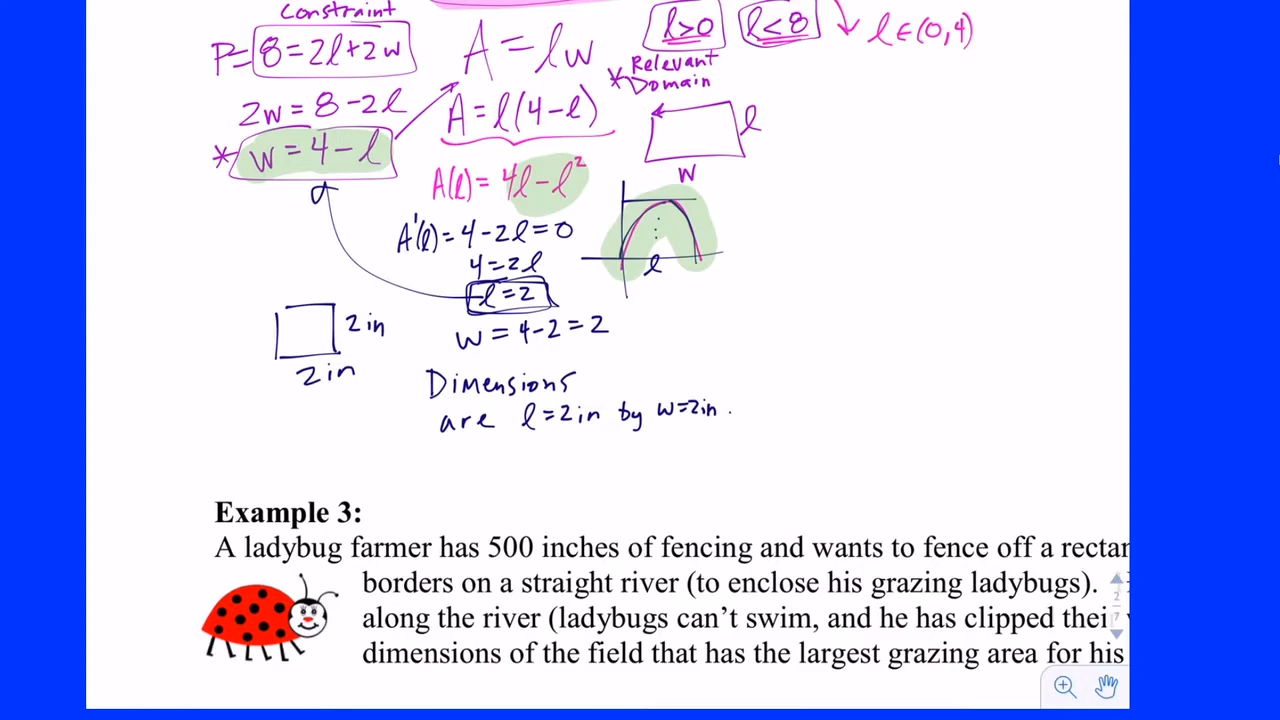 Constraint
P= 8 = 2l + 2w
A = lw
l > 0
l < 8
l ∈ (0,4)
* Relevant
Domain
2w = 8 - 2l
A = l(4-l)
l
* w = 4 - l
w
A(l) = 4l - l²
A'(l) = 4 - 2l = 0
4 = 2l
l
l = 2
w = 4 - 2 = 2
2 in
2 in
Dimensions
are l = 2 in by w = 2 in.
Example 3:
A ladybug farmer has 500 inches of fencing and wants to fence off a rectan
borders on a straight river (to enclose his grazing ladybugs).
along the river (ladybugs can't swim, and he has clipped thei
dimensions of the field that has the largest grazing area for his
2
7